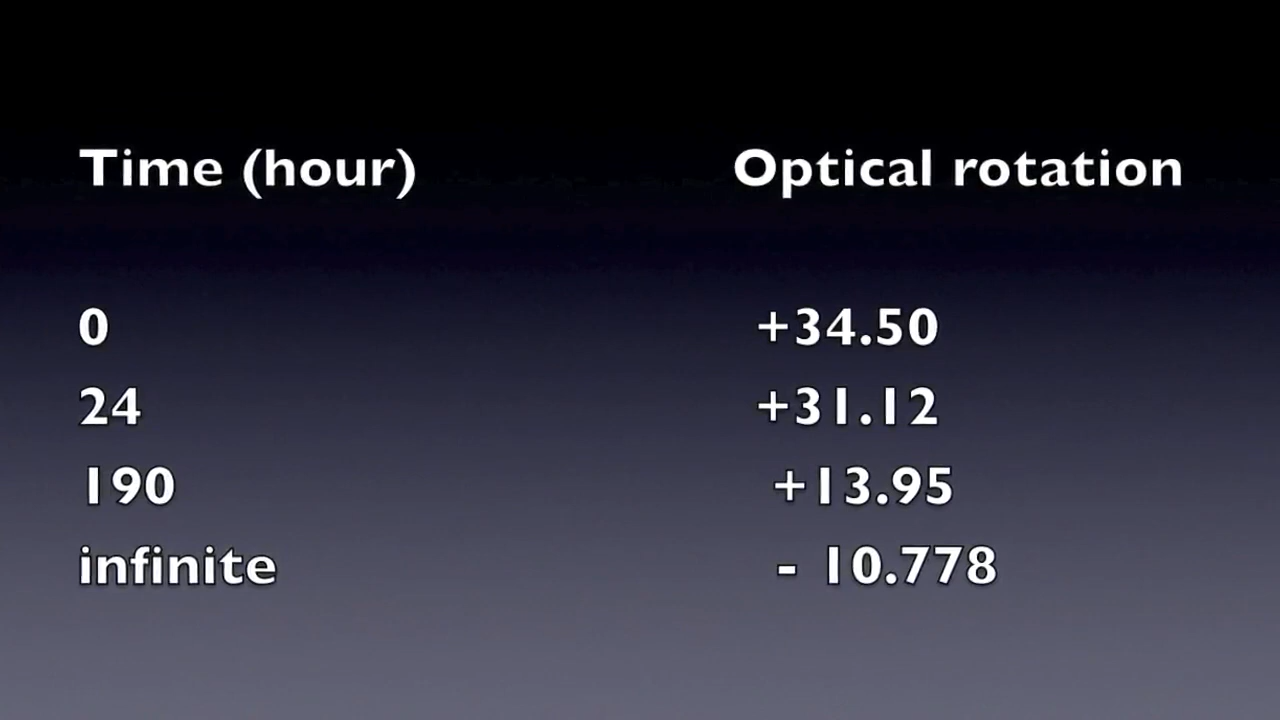 Time (hour) Optical rotation
0 +34.50
24 +31.12
190 +13.95
infinite - 10.778